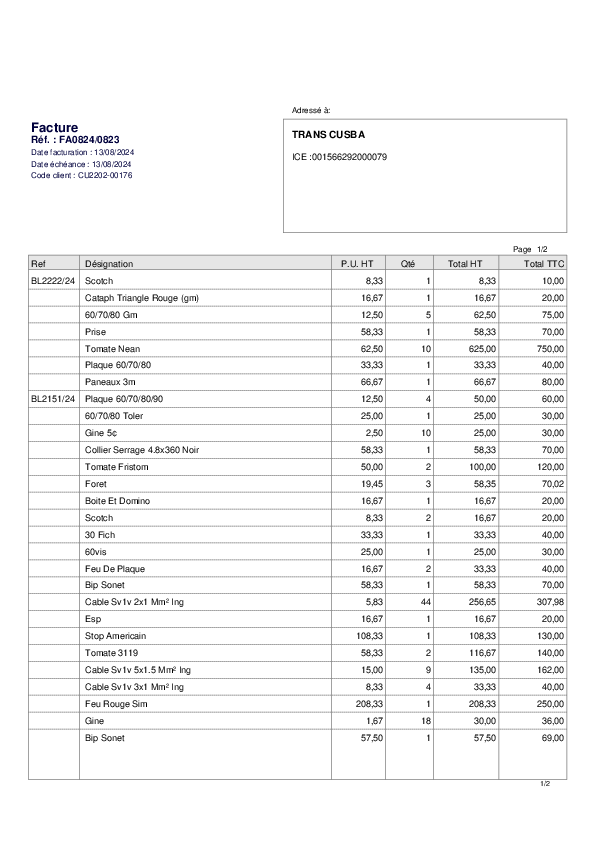 Adressé à:
Facture
Réf. : FA0824/0823
Date facturation : 13/08/2024
Date échéance : 13/08/2024
Code client : CU2202-00176
TRANS CUSBA
ICE :001566292000079
Page 1/2
Ref Désignation P.U. HT Qté Total HT Total TTC
BL2222/24 Scotch 8,33 1 8,33 10,00
Cataph Triangle Rouge (gm) 16,67 1 16,67 20,00
60/70/80 Gm 12,50 5 62,50 75,00
Prise 58,33 1 58,33 70,00
Tomate Nean 62,50 10 625,00 750,00
Plaque 60/70/80 33,33 1 33,33 40,00
Paneaux 3m 66,67 1 66,67 80,00
BL2151/24 Plaque 60/70/80/90 12,50 4 50,00 60,00
60/70/80 Toler 25,00 1 25,00 30,00
Gine 5¢ 2,50 10 25,00 30,00
Collier Serrage 4.8x360 Noir 58,33 1 58,33 70,00
Tomate Fristom 50,00 2 100,00 120,00
Foret 19,45 3 58,35 70,02
Boite Et Domino 16,67 1 16,67 20,00
Scotch 8,33 2 16,67 20,00
30 Fich 33,33 1 33,33 40,00
60vis 25,00 1 25,00 30,00
Feu De Plaque 16,67 2 33,33 40,00
Bip Sonet 58,33 1 58,33 70,00
Cable Sv1v 2x1 Mm² Ing 5,83 44 256,65 307,98
Esp 16,67 1 16,67 20,00
Stop Americain 108,33 1 108,33 130,00
Tomate 3119 58,33 2 116,67 140,00
Cable Sv1v 5x1.5 Mm² Ing 15,00 9 135,00 162,00
Cable Sv1v 3x1 Mm² Ing 8,33 4 33,33 40,00
Feu Rouge Sim 208,33 1 208,33 250,00
Gine 1,67 18 30,00 36,00
Bip Sonet 57,50 1 57,50 69,00
1/2